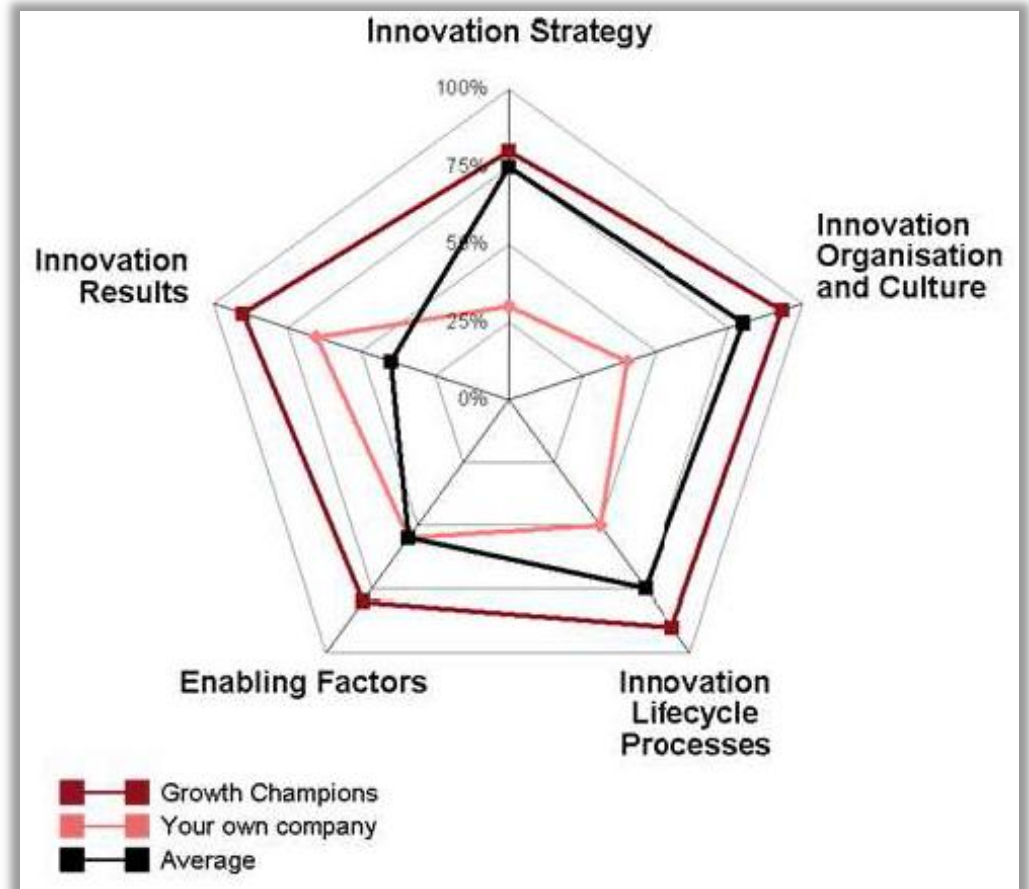 Innovation Strategy
100%
75%
50%
25%
0%
Innovation
Organisation
and Culture
Innovation
Results
Enabling Factors
Innovation
Lifecycle
Processes
Growth Champions
Your own company
Average